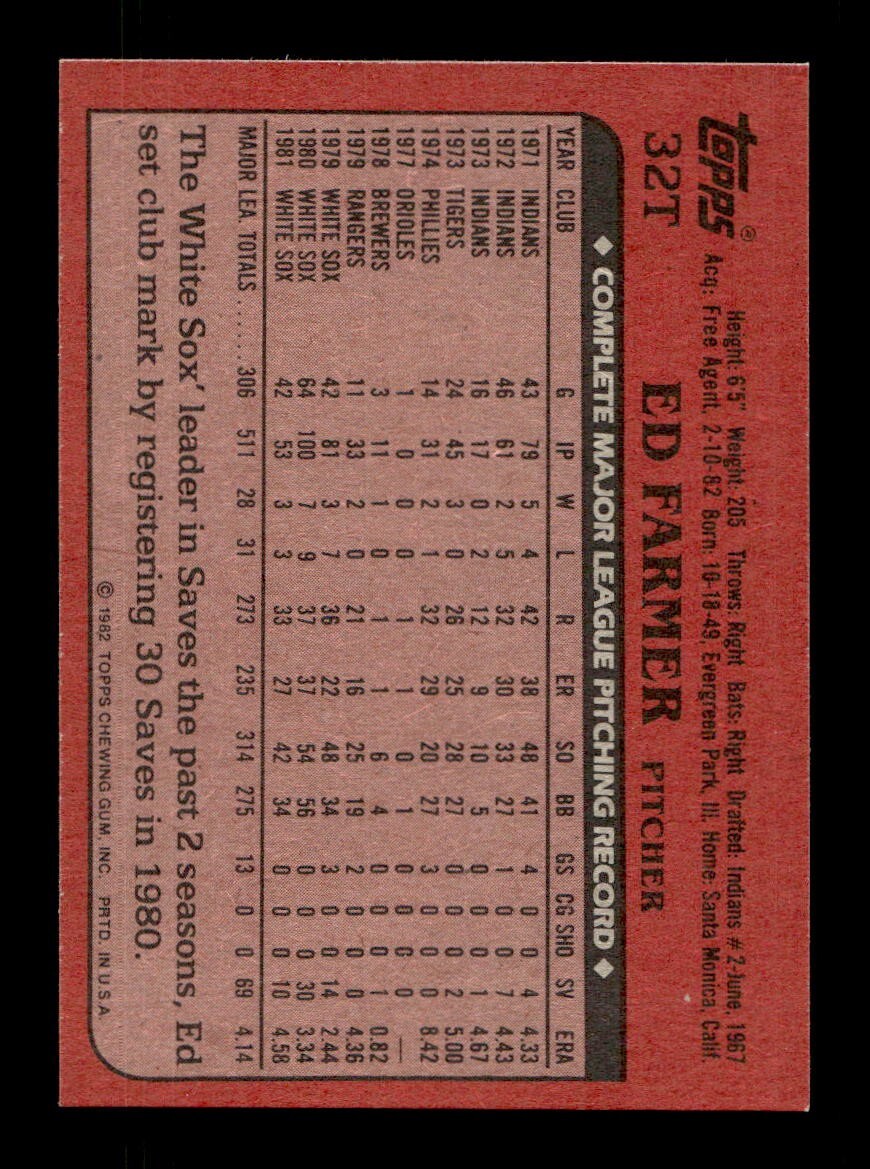 topps®
Height: 6'5" Weight: 205 Throws: Right Bats: Right Drafted: Indians #2-June, 1967
Acq: Free Agent, 2-10-82 Born: 10-18-49, Evergreen Park, Ill. Home: Santa Monica, Calif.
32T ED FARMER PITCHER
◆ COMPLETE MAJOR LEAGUE PITCHING RECORD ◆
YEAR CLUB G IP W L R ER SO BB GS CG SHO SV ERA
1971 INDIANS 43 79 5 4 42 38 48 41 4 0 0 4 4.33
1972 INDIANS 46 61 2 5 32 30 33 27 1 0 0 7 4.43
1973 INDIANS 16 17 0 2 12 9 10 5 0 0 0 1 4.67
1973 TIGERS 24 45 3 0 26 25 28 27 0 0 0 2 5.00
1974 PHILLIES 14 31 2 1 32 29 20 27 3 0 0 0 8.42
1977 ORIOLES 1 0 0 0 1 1 0 1 0 0 0 0 —
1978 BREWERS 3 11 1 0 1 1 6 4 0 0 0 1 0.82
1979 RANGERS 11 33 2 0 21 16 25 19 2 0 0 0 4.36
1979 WHITE SOX 42 81 3 7 36 22 48 34 3 0 0 14 2.44
1980 WHITE SOX 64 100 7 9 37 37 54 56 0 0 0 30 3.34
1981 WHITE SOX 42 53 3 3 33 27 42 34 0 0 0 10 4.58
MAJOR LEA. TOTALS ....... 306 511 28 31 273 235 314 275 13 0 0 69 4.14
The White Sox' leader in Saves the past 2 seasons, Ed
set club mark by registering 30 Saves in 1980.
© 1982 TOPPS CHEWING GUM, INC. PRTD. IN U.S.A.